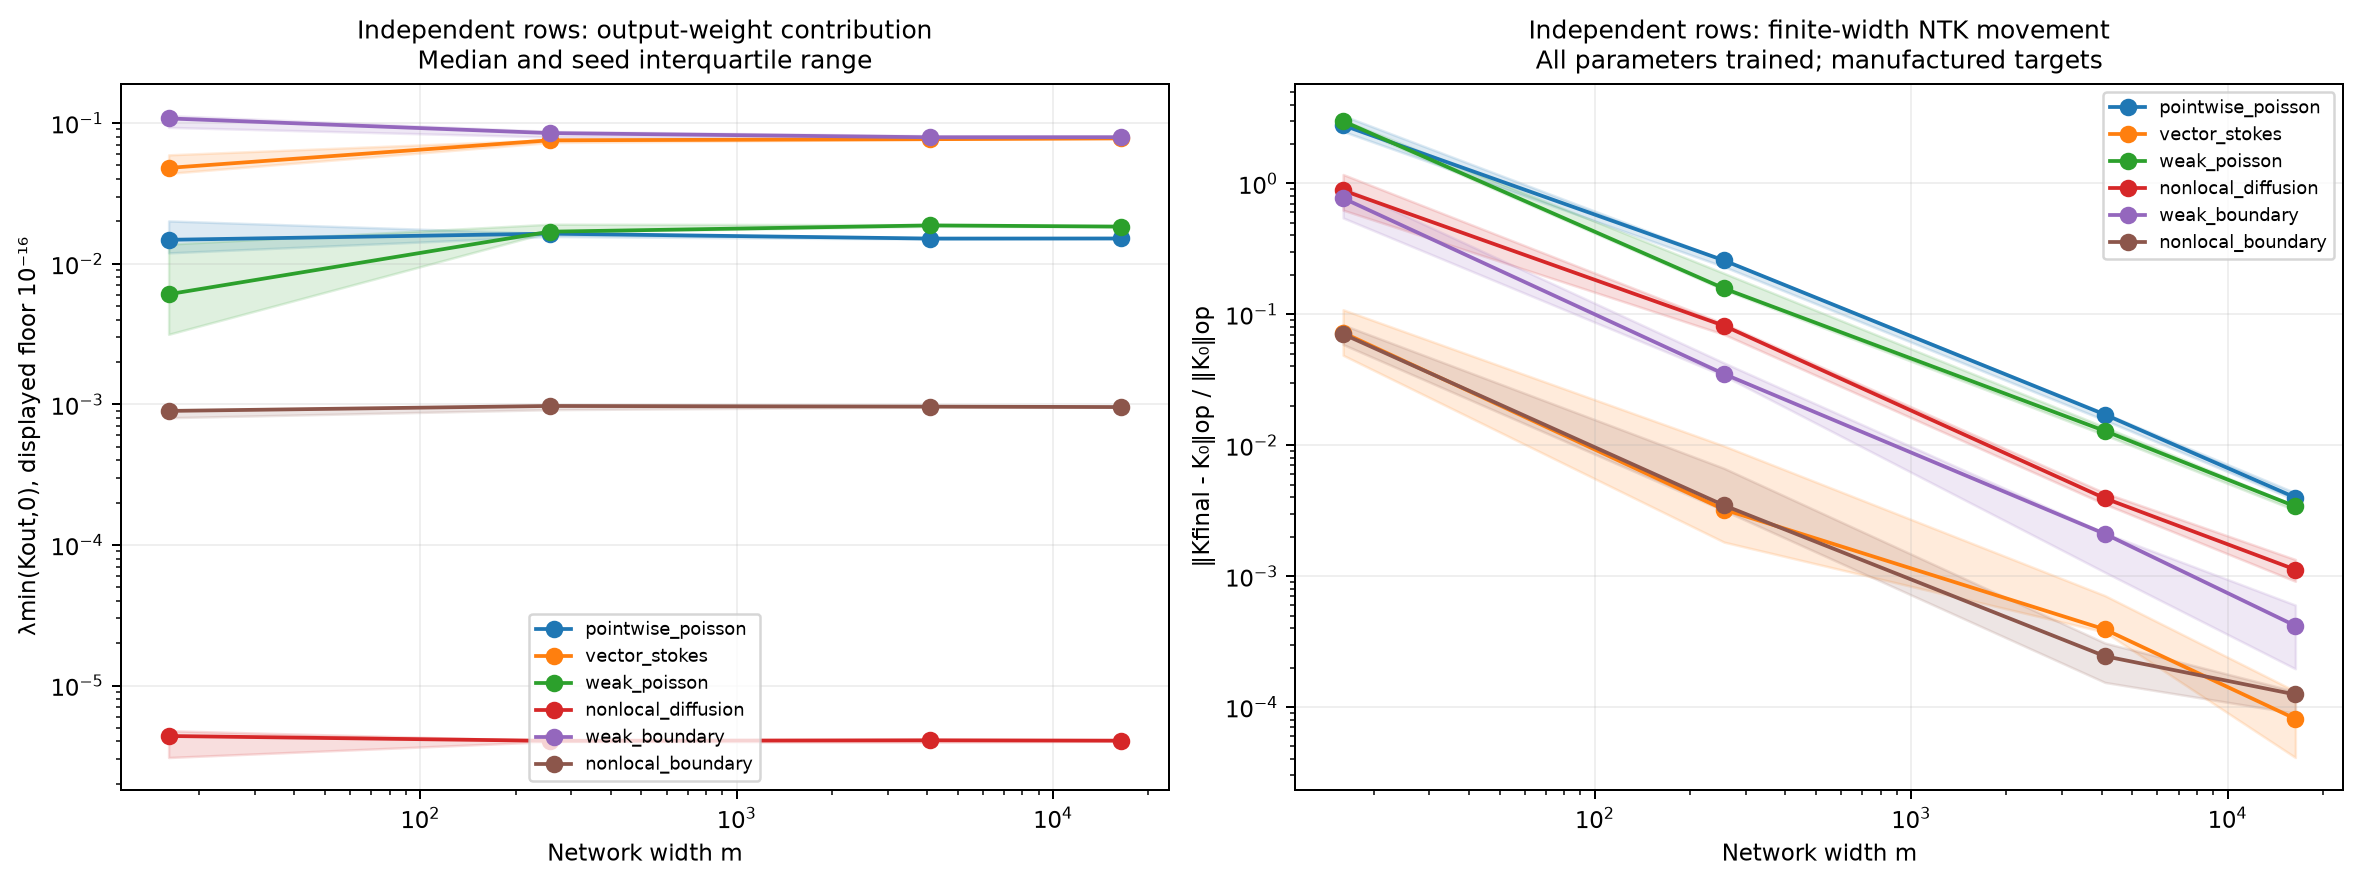 Independent rows: output-weight contribution
Median and seed interquartile range
λmin(Kout,0), displayed floor 10⁻¹⁶
10⁻¹
10⁻²
10⁻³
10⁻⁴
10⁻⁵
pointwise_poisson
vector_stokes
weak_poisson
nonlocal_diffusion
weak_boundary
nonlocal_boundary
10²
10³
10⁴
Network width m
Independent rows: finite-width NTK movement
All parameters trained; manufactured targets
‖Kfinal - K₀‖op / ‖K₀‖op
10⁰
10⁻¹
10⁻²
10⁻³
10⁻⁴
pointwise_poisson
vector_stokes
weak_poisson
nonlocal_diffusion
weak_boundary
nonlocal_boundary
10²
10³
10⁴
Network width m